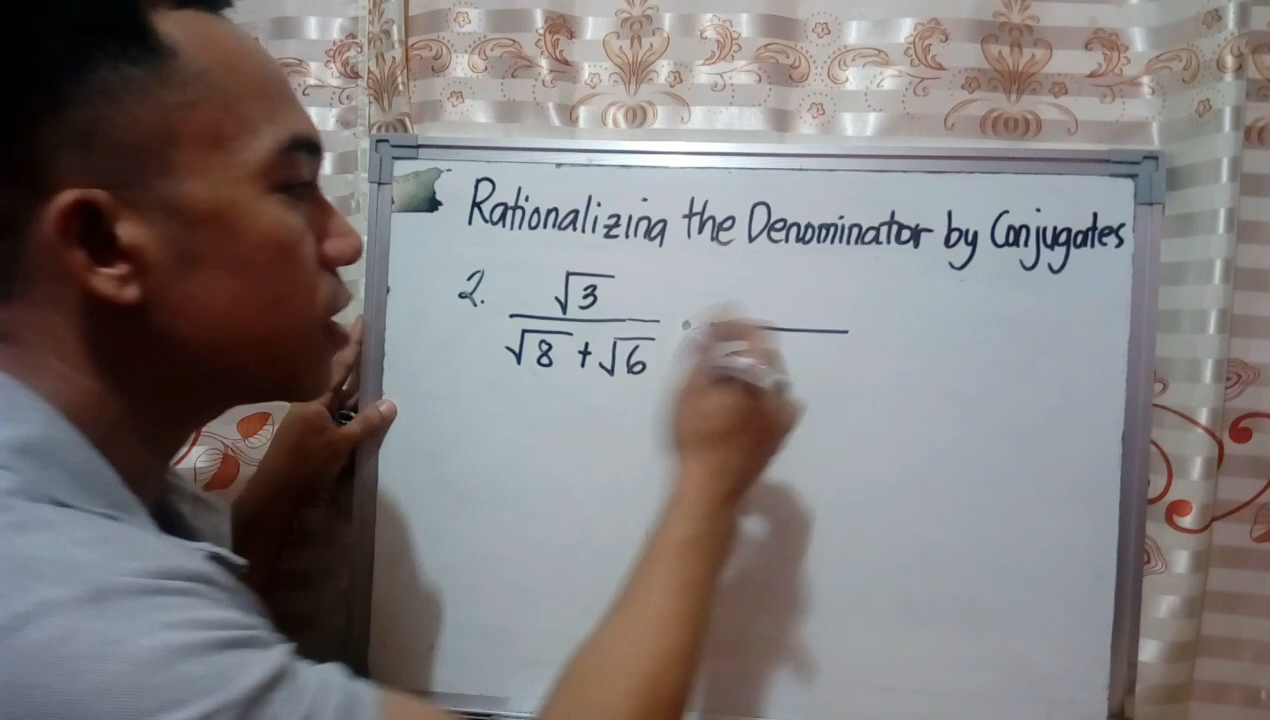 Rationalizing the Denominator by Conjugates
2. √3
√8 + √6 ·